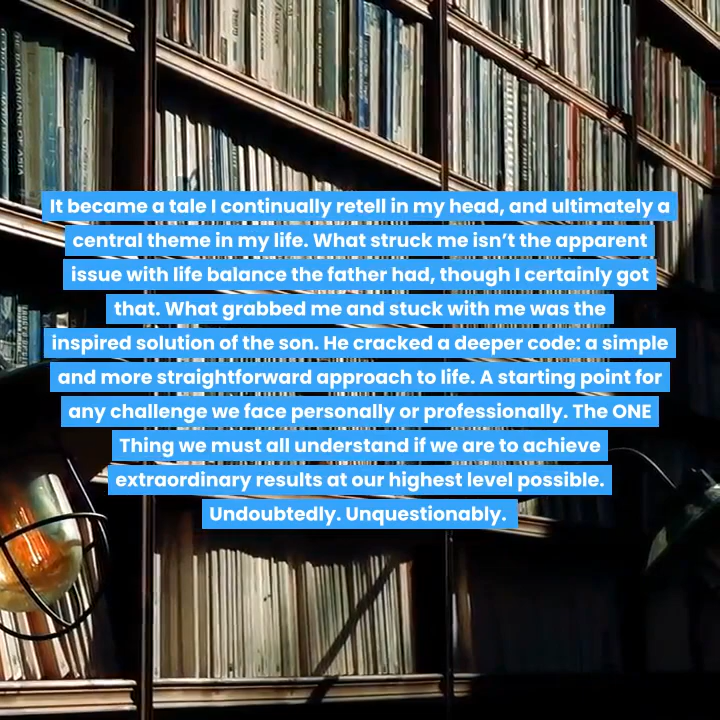 It became a tale I continually retell in my head, and ultimately a
central theme in my life. What struck me isn’t the apparent
issue with life balance the father had, though I certainly got
that. What grabbed me and stuck with me was the
inspired solution of the son. He cracked a deeper code: a simple
and more straightforward approach to life. A starting point for
any challenge we face personally or professionally. The ONE
Thing we must all understand if we are to achieve
extraordinary results at our highest level possible.
Undoubtedly. Unquestionably.